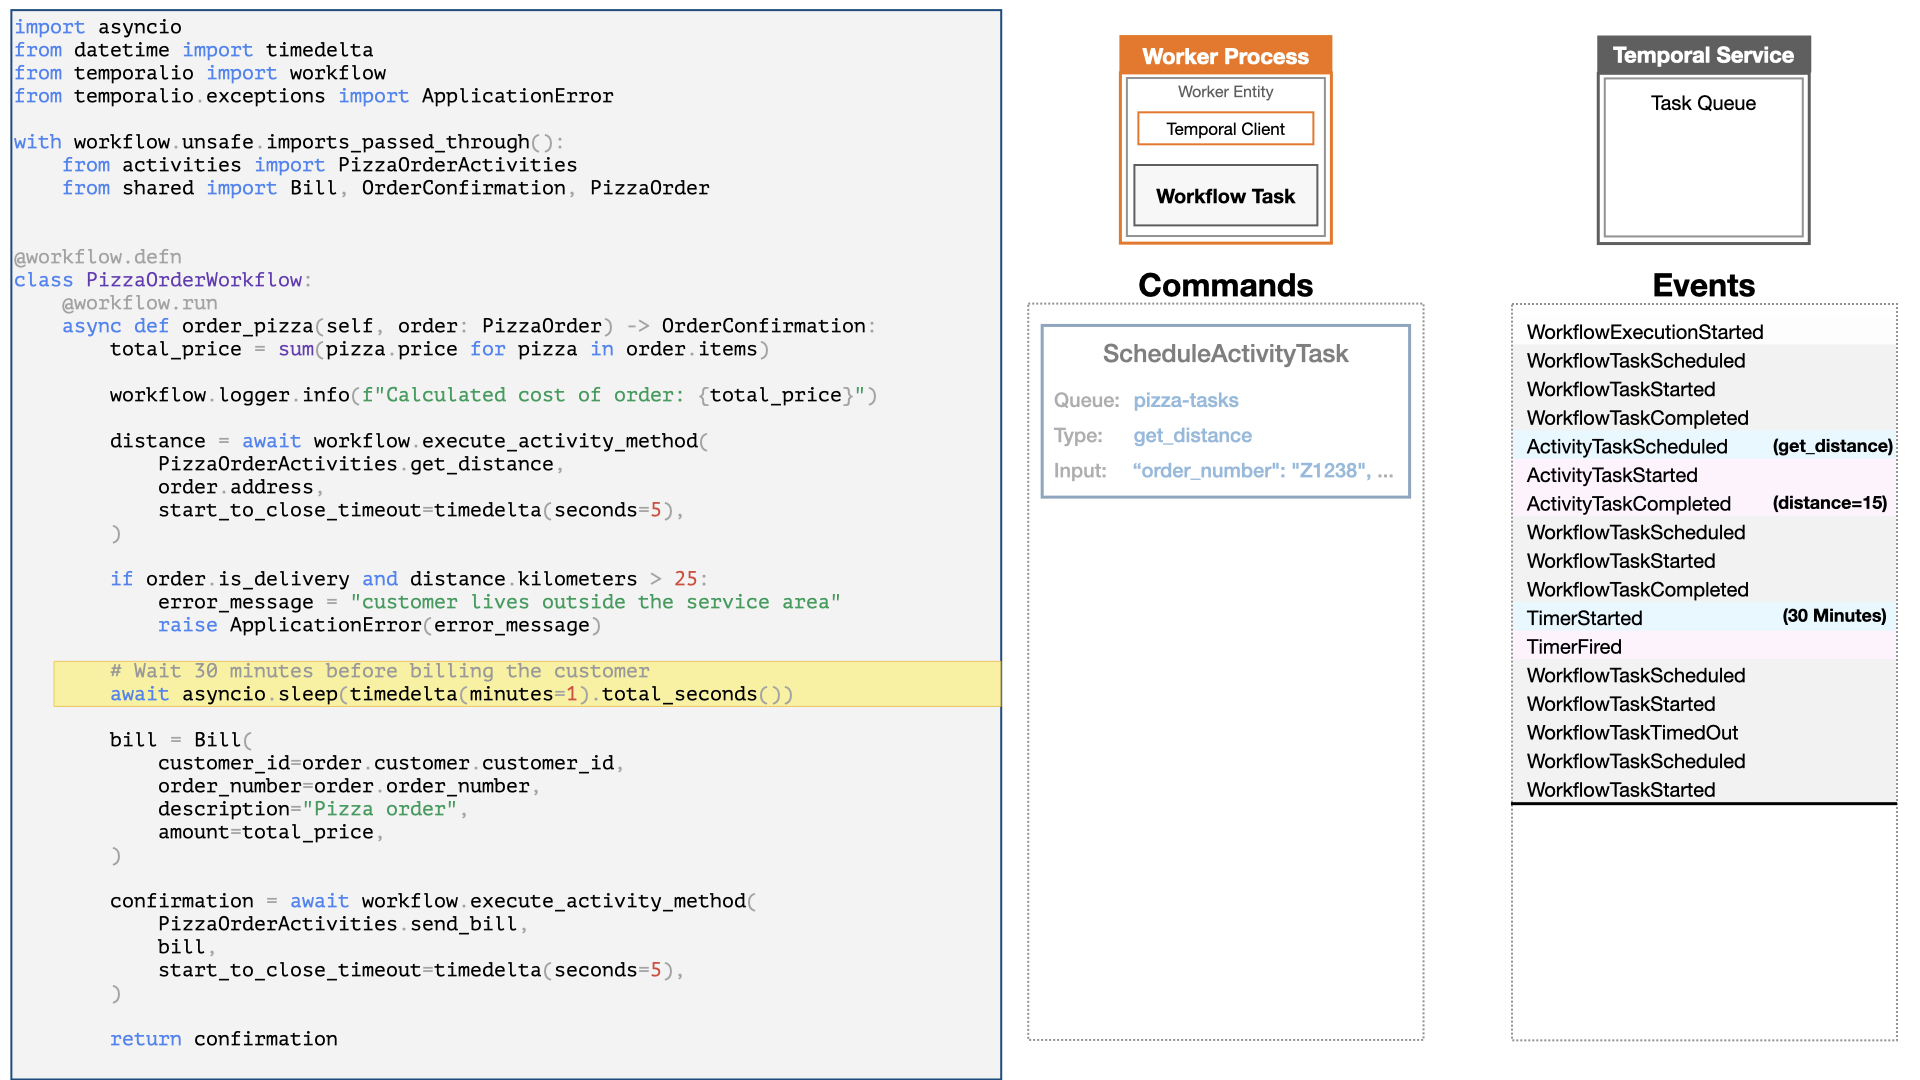 import asyncio
from datetime import timedelta
from temporalio import workflow
from temporalio.exceptions import ApplicationError
with workflow.unsafe.imports_passed_through():
    from activities import PizzaOrderActivities
    from shared import Bill, OrderConfirmation, PizzaOrder
@workflow.defn
class PizzaOrderWorkflow:
    @workflow.run
    async def order_pizza(self, order: PizzaOrder) -> OrderConfirmation:
        total_price = sum(pizza.price for pizza in order.items)
        workflow.logger.info(f"Calculated cost of order: {total_price}")
        distance = await workflow.execute_activity_method(
            PizzaOrderActivities.get_distance,
            order.address,
            start_to_close_timeout=timedelta(seconds=5),
        )
        if order.is_delivery and distance.kilometers > 25:
            error_message = "customer lives outside the service area"
            raise ApplicationError(error_message)
        # Wait 30 minutes before billing the customer
        await asyncio.sleep(timedelta(minutes=1).total_seconds())
        bill = Bill(
            customer_id=order.customer.customer_id,
            order_number=order.order_number,
            description="Pizza order",
            amount=total_price,
        )
        confirmation = await workflow.execute_activity_method(
            PizzaOrderActivities.send_bill,
            bill,
            start_to_close_timeout=timedelta(seconds=5),
        )
        return confirmation
Worker Process
Worker Entity
Temporal Client
Workflow Task
Commands
ScheduleActivityTask
Queue: pizza-tasks
Type: get_distance
Input: “order_number": "Z1238", ...
Temporal Service
Task Queue
Events
WorkflowExecutionStarted
WorkflowTaskScheduled
WorkflowTaskStarted
WorkflowTaskCompleted
ActivityTaskScheduled (get_distance)
ActivityTaskStarted
ActivityTaskCompleted (distance=15)
WorkflowTaskScheduled
WorkflowTaskStarted
WorkflowTaskCompleted
TimerStarted (30 Minutes)
TimerFired
WorkflowTaskScheduled
WorkflowTaskStarted
WorkflowTaskTimedOut
WorkflowTaskScheduled
WorkflowTaskStarted